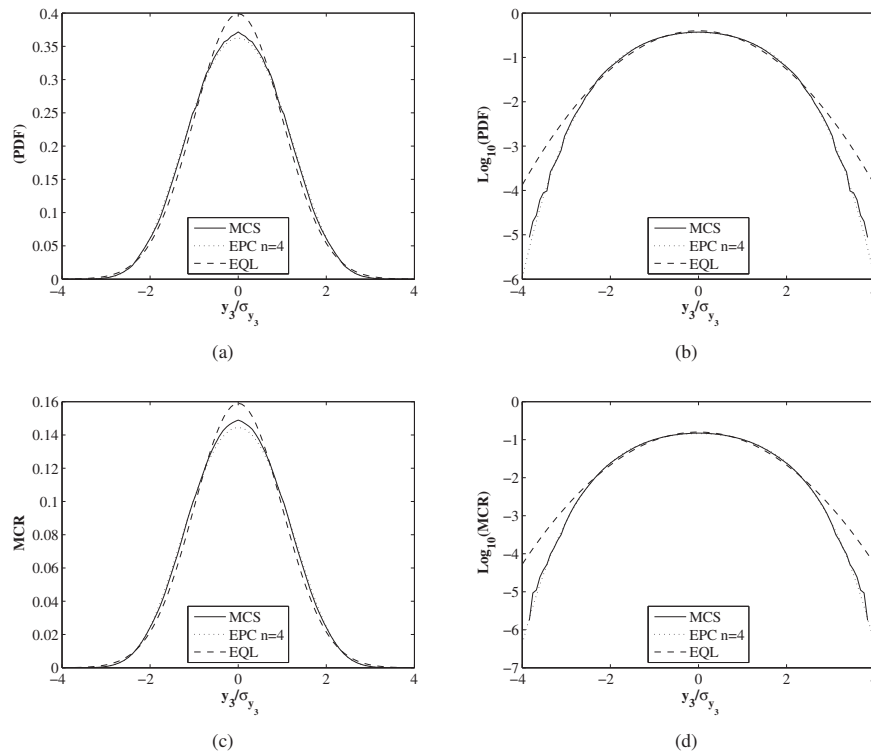 0.4
0.35
0.3
0.25
0.2
0.15
0.1
0.05
0
(PDF)
−4
−2
0
2
4
y3/σy3
MCS
EPC n=4
EQL
(a)
0
−1
−2
−3
−4
−5
−6
Log10(PDF)
−4
−2
0
2
4
y3/σy3
MCS
EPC n=4
EQL
(b)
0.16
0.14
0.12
0.1
0.08
0.06
0.04
0.02
0
MCR
−4
−2
0
2
4
y3/σy3
MCS
EPC n=4
EQL
(c)
0
−1
−2
−3
−4
−5
−6
−7
Log10(MCR)
−4
−2
0
2
4
y3/σy3
MCS
EPC n=4
EQL
(d)